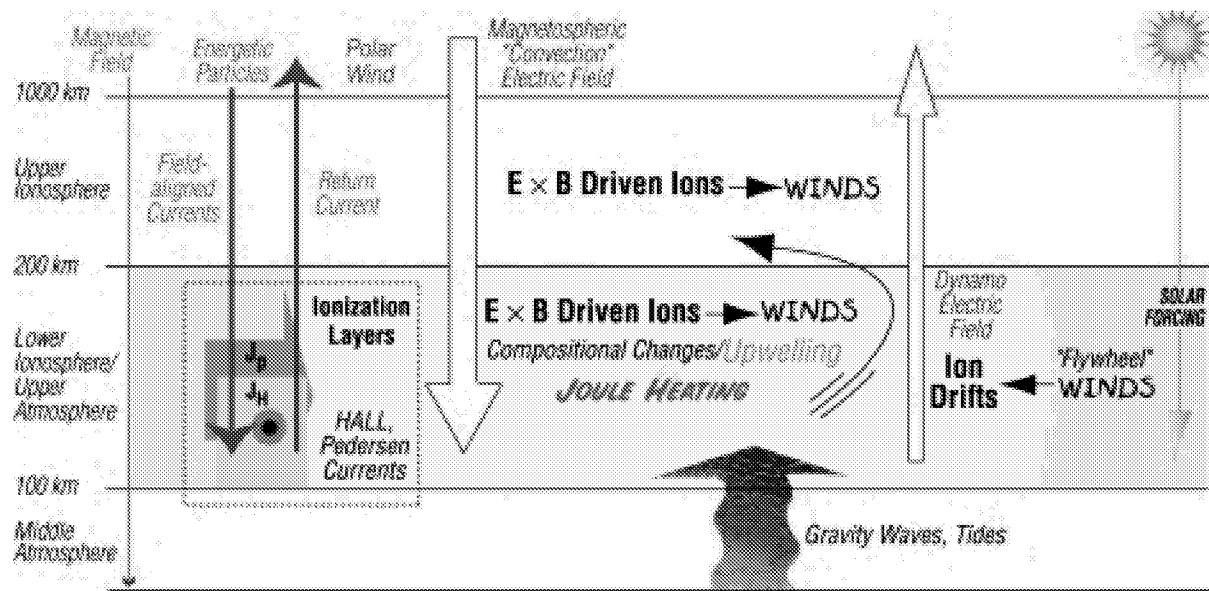 Magnetic
Field
Energetic
Particles
Polar
Wind
Magnetospheric
"Convection"
Electric Field
1000 km
Upper
Ionosphere
Field-
aligned
Currents
Return
Current
E × B Driven Ions
WINDS
200 km
Lower
Ionosphere/
Upper
Atmosphere
Ionization
Layers
JP
JH
HALL,
Pedersen
Currents
E × B Driven Ions
WINDS
Compositional Changes/Upwelling
JOULE HEATING
Dynamo
Electric
Field
Ion
Drifts
"Flywheel"
WINDS
SOLAR
FORCING
100 km
Middle
Atmosphere
Gravity Waves, Tides